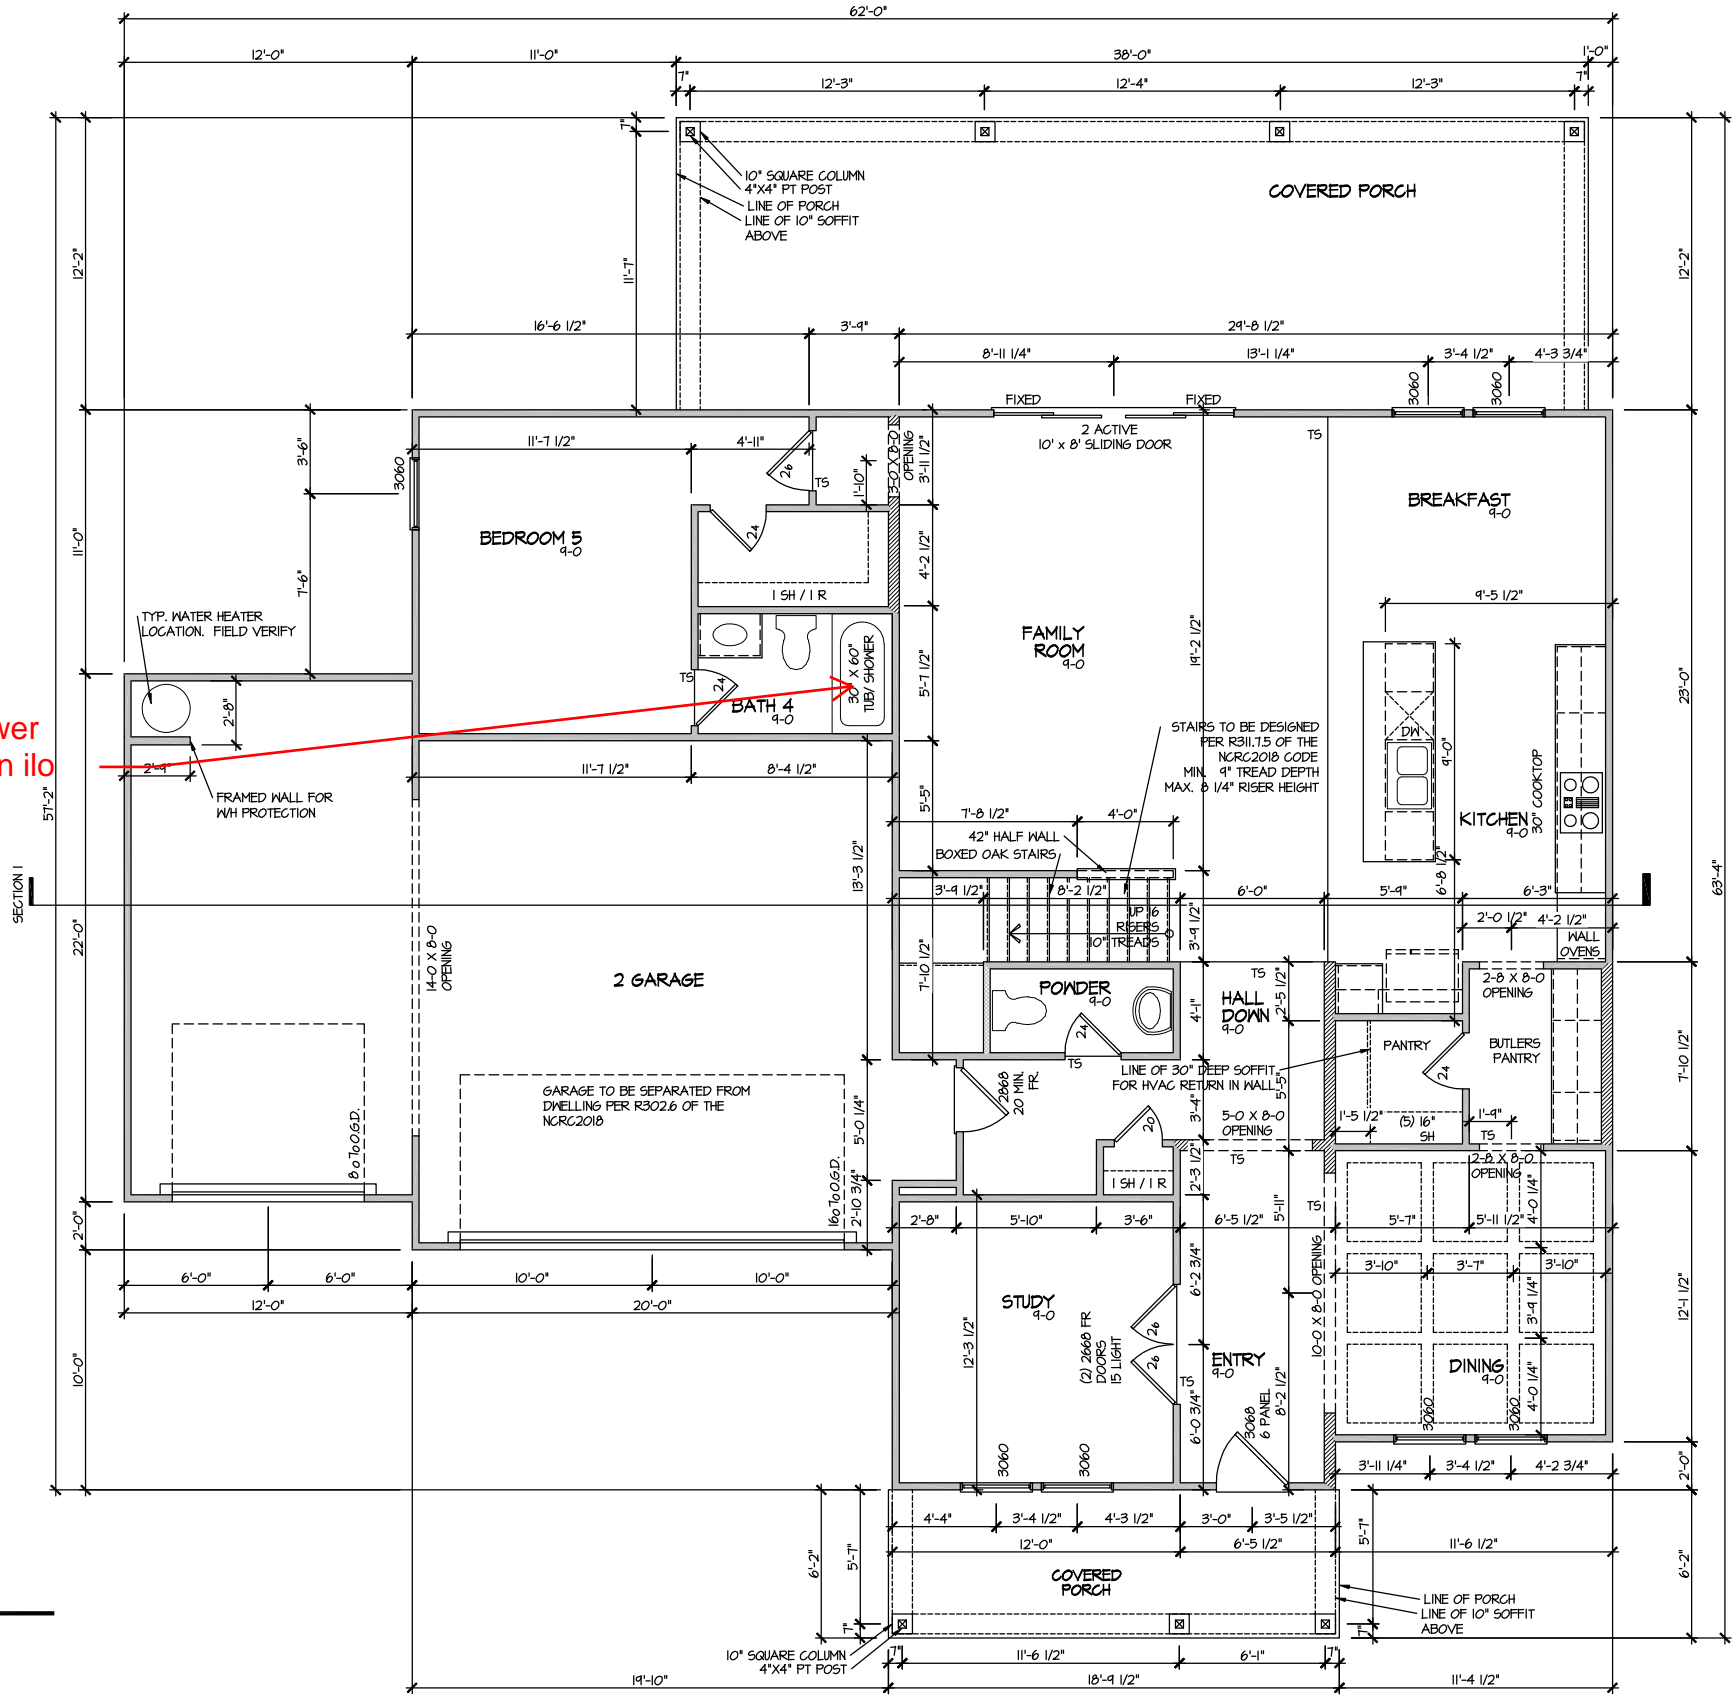 62'-0"
12'-0"
11'-0"
38'-0"
1'-0"
7"
12'-3"
12'-4"
12'-3"
7"
7"
10" SQUARE COLUMN
4"X4" PT POST
LINE OF PORCH
LINE OF 10" SOFFIT
ABOVE
COVERED PORCH
12'-2"
11'-7"
12'-2"
16'-6 1/2"
3'-9"
29'-8 1/2"
8'-11 1/4"
13'-1 1/4"
3'-4 1/2"
4'-3 3/4"
3060
3060
FIXED
FIXED
2 ACTIVE
10' x 8' SLIDING DOOR
TS
11'-7 1/2"
4'-11"
26
TS
1'-10"
3-0 X 8-0
OPENING
3'-11 1/2"
3'-6"
3060
BREAKFAST
9-0
BEDROOM 5
9-0
24
11'-0"
4'-2 1/2"
7'-6"
1 SH / 1 R
9'-5 1/2"
TYP. WATER HEATER
LOCATION. FIELD VERIFY
FAMILY
ROOM
9-0
19'-2 1/2"
30" X 60"
TUB/ SHOWER
5'-7 1/2"
TS
24
BATH 4
9-0
23'-0"
2'-8"
wer
n ilo
2'-9"
STAIRS TO BE DESIGNED
PER R311.7.5 OF THE
NCRC2018 CODE
MIN. 9" TREAD DEPTH
MAX. 8 1/4" RISER HEIGHT
DW
9'-0"
11'-7 1/2"
8'-4 1/2"
FRAMED WALL FOR
W/H PROTECTION
57'-2"
5'-5"
7'-8 1/2"
4'-0"
30" COOKTOP
KITCHEN
9-0
42" HALF WALL
BOXED OAK STAIRS
13'-3 1/2"
6'-8 1/2"
63'-4"
SECTION 1
3'-9 1/2"
8'-2 1/2"
6'-0"
5'-9"
6'-3"
UP 16
RISERS
10" TREADS
3'-9 1/2"
2'-0 1/2"
4'-2 1/2"
WALL
OVENS
22'-0"
14-0 X 8-0
OPENING
7'-10 1/2"
2 GARAGE
POWDER
9-0
TS
HALL
DOWN
9-0
2'-5 1/2"
2-8 X 8-0
OPENING
4'-1"
24
TS
PANTRY
BUTLERS
PANTRY
24
7'-10 1/2"
LINE OF 30" DEEP SOFFIT
FOR HVAC RETURN IN WALL
5'-5"
GARAGE TO BE SEPARATED FROM
DWELLING PER R302.6 OF THE
NCRC2018
2868
20 MIN.
FR.
3'-4"
20
5-0 X 8-0
OPENING
1'-5 1/2"
(5) 16"
SH
1'-9"
TS
8070 O.G.D.
5'-0 1/4"
TS
2-8 X 8-0
OPENING
1 SH / 1 R
2'-3 1/2"
16070 O.G.D.
2'-10 3/4"
5'-11"
TS
4'-0 1/4"
2'-0"
2'-8"
5'-10"
3'-6"
6'-5 1/2"
5'-7"
5'-11 1/2"
6'-0"
6'-0"
10'-0"
10'-0"
6'-2 3/4"
10-0 X 8-0 OPENING
3'-10"
3'-7"
3'-10"
12'-0"
20'-0"
STUDY
9-0
3'-9 1/4"
12'-1 1/2"
12'-3 1/2"
(2) 2668 FR
DOORS
15 LIGHT
26
26
ENTRY
9-0
TS
DINING
9-0
10'-0"
6'-0 3/4"
3068
6 PANEL
8'-2 1/2"
4'-0 1/4"
3060
3060
3060
3060
3'-11 1/4"
3'-4 1/2"
4'-2 3/4"
2'-0"
4'-4"
3'-4 1/2"
4'-3 1/2"
3'-0"
3'-5 1/2"
12'-0"
6'-5 1/2"
11'-6 1/2"
6'-2"
5'-7"
5'-7"
6'-2"
COVERED
PORCH
LINE OF PORCH
LINE OF 10" SOFFIT
ABOVE
7"
7"
10" SQUARE COLUMN
4"X4" PT POST
7"
11'-6 1/2"
6'-1"
7"
19'-10"
18'-9 1/2"
11'-4 1/2"